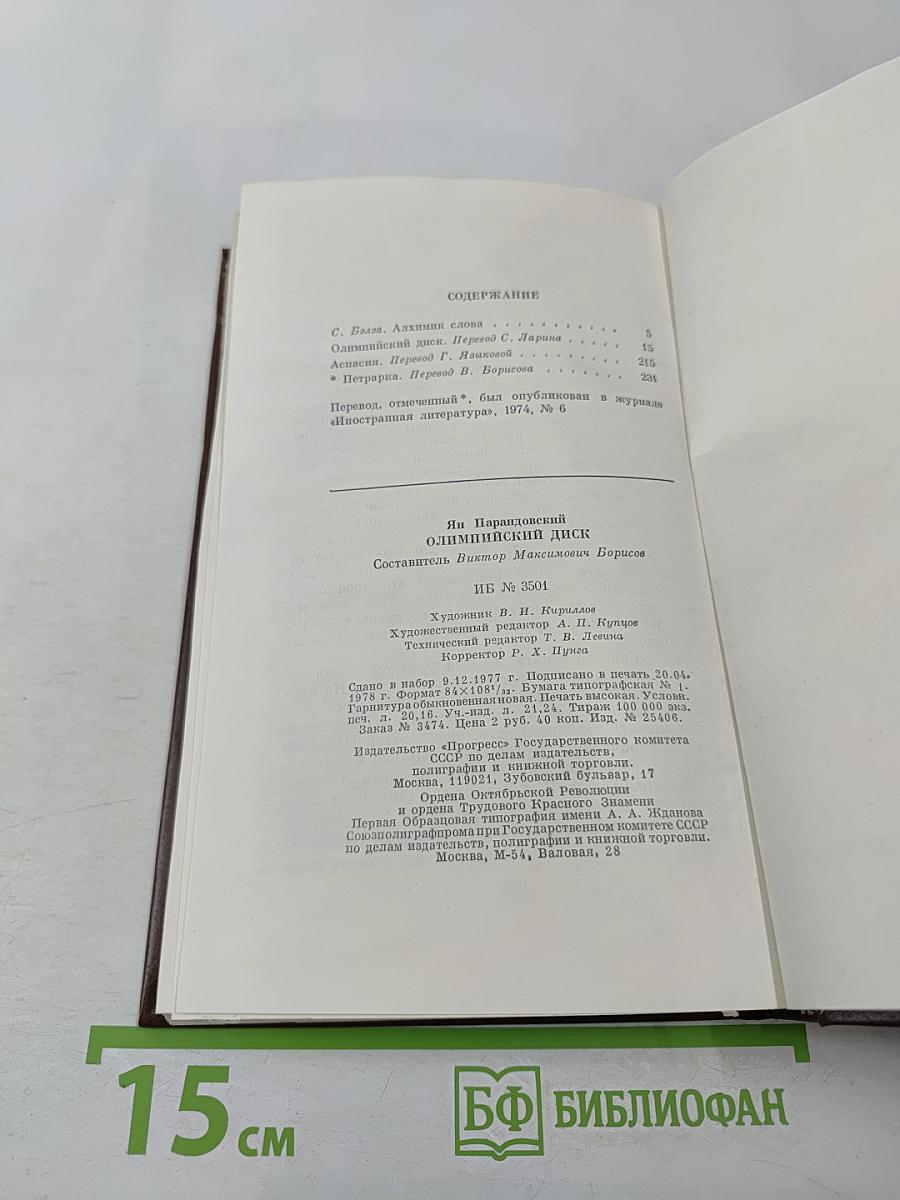 СОДЕРЖАНИЕ
С. Бэлза. Алхимик слова . . . . . . . . . . . 5
Олимпийский диск. Перевод С. Ларина . . . . . 15
Аспасия. Перевод Г. Языковой . . . . . . . . . 215
* Петрарка. Перевод В. Борисова . . . . . . . 231
Перевод, отмеченный*, был опубликован в журнале
«Иностранная литература», 1974, № 6
Ян Парандовский
ОЛИМПИЙСКИЙ ДИСК
Составитель Виктор Максимович Борисов
ИБ № 3501
Художник В. И. Кириллов
Художественный редактор А. П. Купцов
Технический редактор Т. В. Левина
Корректор Р. Х. Пунга
Сдано в набор 9.12.1977 г. Подписано в печать 20.04.
1978 г. Формат 84×108¹/₃₂. Бумага типографская № 1.
Гарнитура обыкновенная новая. Печать высокая. Условн.
печ. л. 20,16. Уч.-изд. л. 21,24. Тираж 100 000 экз.
Заказ № 3474. Цена 2 руб. 40 коп. Изд. № 25406.
Издательство «Прогресс» Государственного комитета
СССР по делам издательств,
полиграфии и книжной торговли.
Москва, 119021, Зубовский бульвар, 17
Ордена Октябрьской Революции
и ордена Трудового Красного Знамени
Первая Образцовая типография имени А. А. Жданова
Союзполиграфпрома при Государственном комитете СССР
по делам издательств, полиграфии и книжной торговли.
Москва, М-54, Валовая, 28
15 см
БФ БИБЛИОФАН